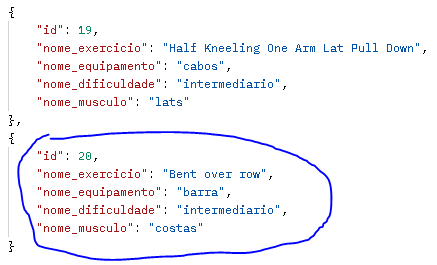 {
"id": 19,
"nome_exercicio": "Half Kneeling One Arm Lat Pull Down",
"nome_equipamento": "cabos",
"nome_dificuldade": "intermediario",
"nome_musculo": "lats"
},
{
"id": 20,
"nome_exercicio": "Bent over row",
"nome_equipamento": "barra",
"nome_dificuldade": "intermediario",
"nome_musculo": "costas"
}